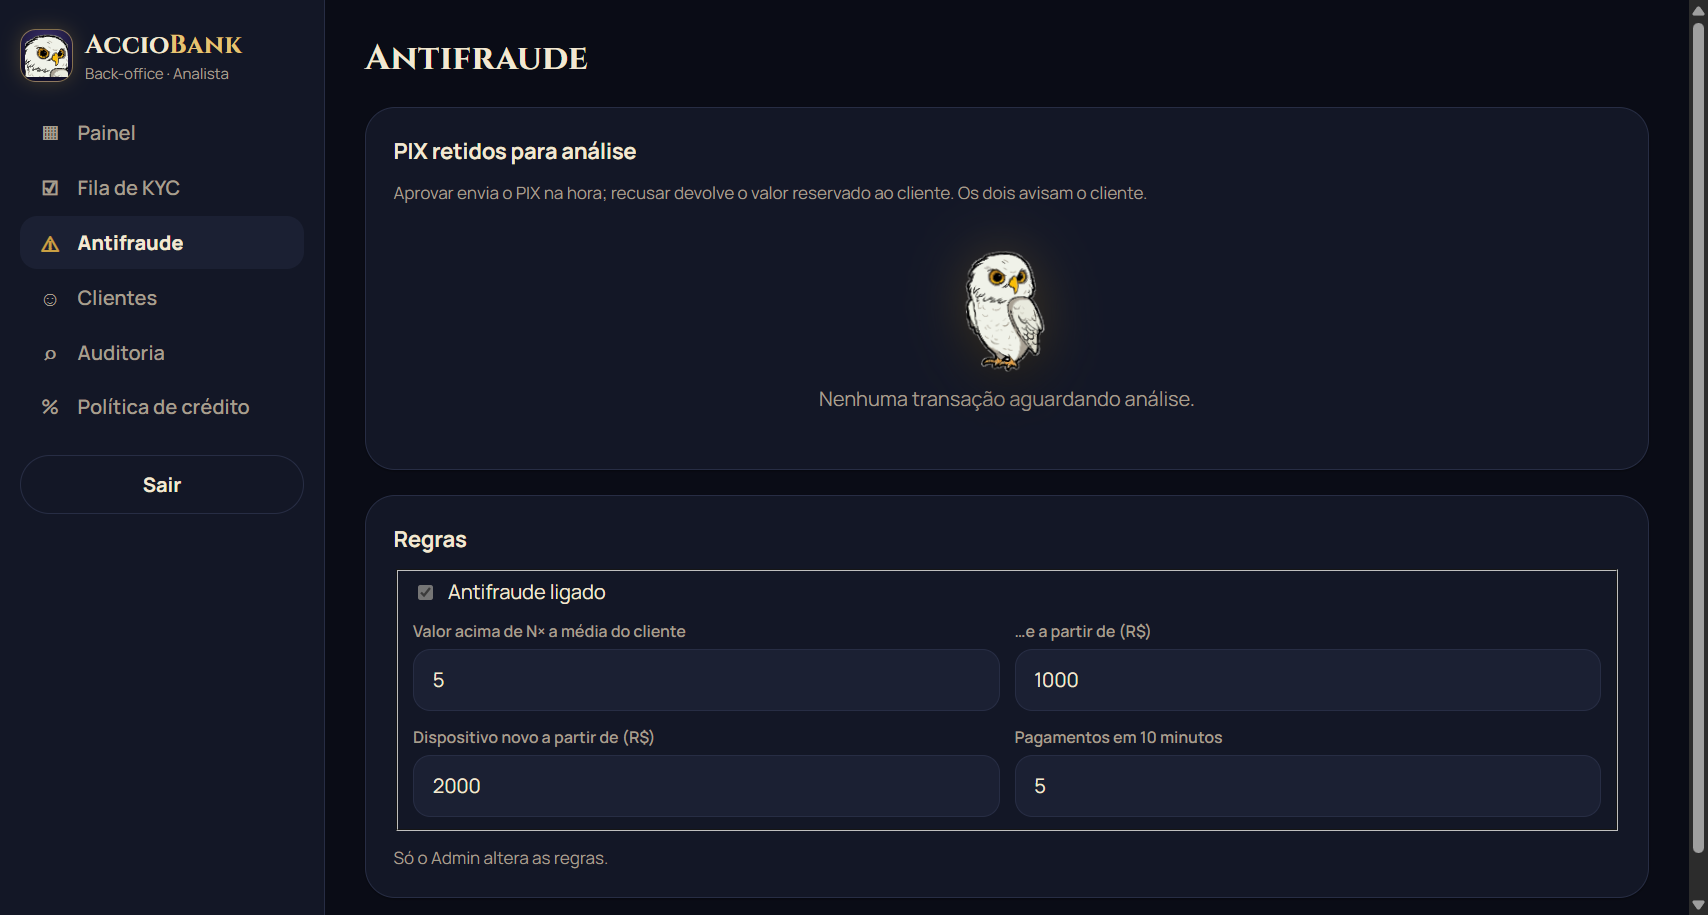 AccioBank
Back-office · Analista
Painel
Fila de KYC
Antifraude
Clientes
Auditoria
% Política de crédito
Sair
Antifraude
PIX retidos para análise
Aprovar envia o PIX na hora; recusar devolve o valor reservado ao cliente. Os dois avisam o cliente.
Nenhuma transação aguardando análise.
Regras
Antifraude ligado
Valor acima de N× a média do cliente
...e a partir de (R$)
5
1000
Dispositivo novo a partir de (R$)
Pagamentos em 10 minutos
2000
5
Só o Admin altera as regras.